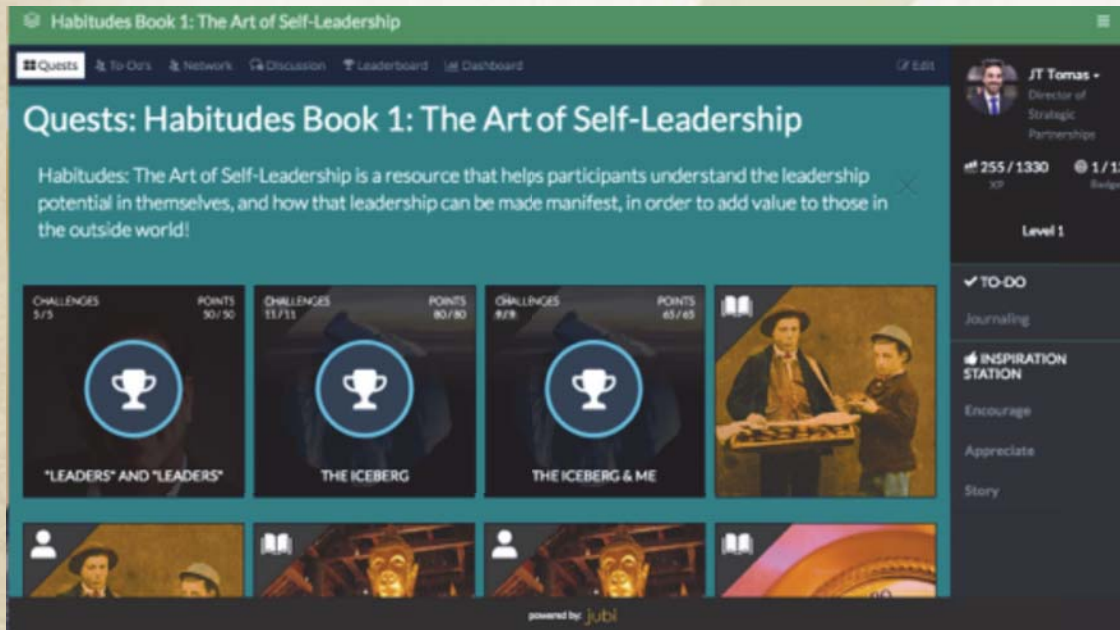 Habitudes Book 1: The Art of Self-Leadership
Quests To-Do's Network Discussion Leaderboard Dashboard Edit
JT Tomas
Director of
Strategic
Partnerships
255 / 1330
XP
1 / 1
Level 1
Quests: Habitudes Book 1: The Art of Self-Leadership
Habitudes: The Art of Self-Leadership is a resource that helps participants understand the leadership
potential in themselves, and how that leadership can be made manifest, in order to add value to those in
the outside world!
CHALLENGES POINTS
5/5 50/50
"LEADERS" AND "LEADERS"
CHALLENGES POINTS
11/11 80/80
THE ICEBERG
CHALLENGES POINTS
9/9 65/65
THE ICEBERG & ME
TO-DO
Journaling
INSPIRATION
STATION
Encourage
Appreciate
Story
powered by: jubi